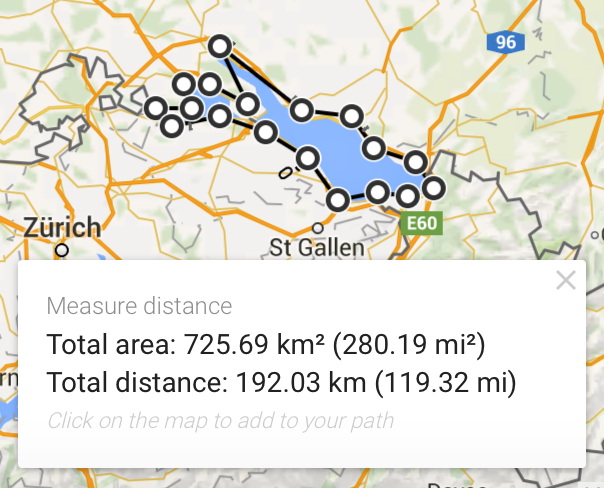 96
Zürich
E60
St Gallen
Measure distance
Total area: 725.69 km² (280.19 mi²)
Total distance: 192.03 km (119.32 mi)
Click on the map to add to your path